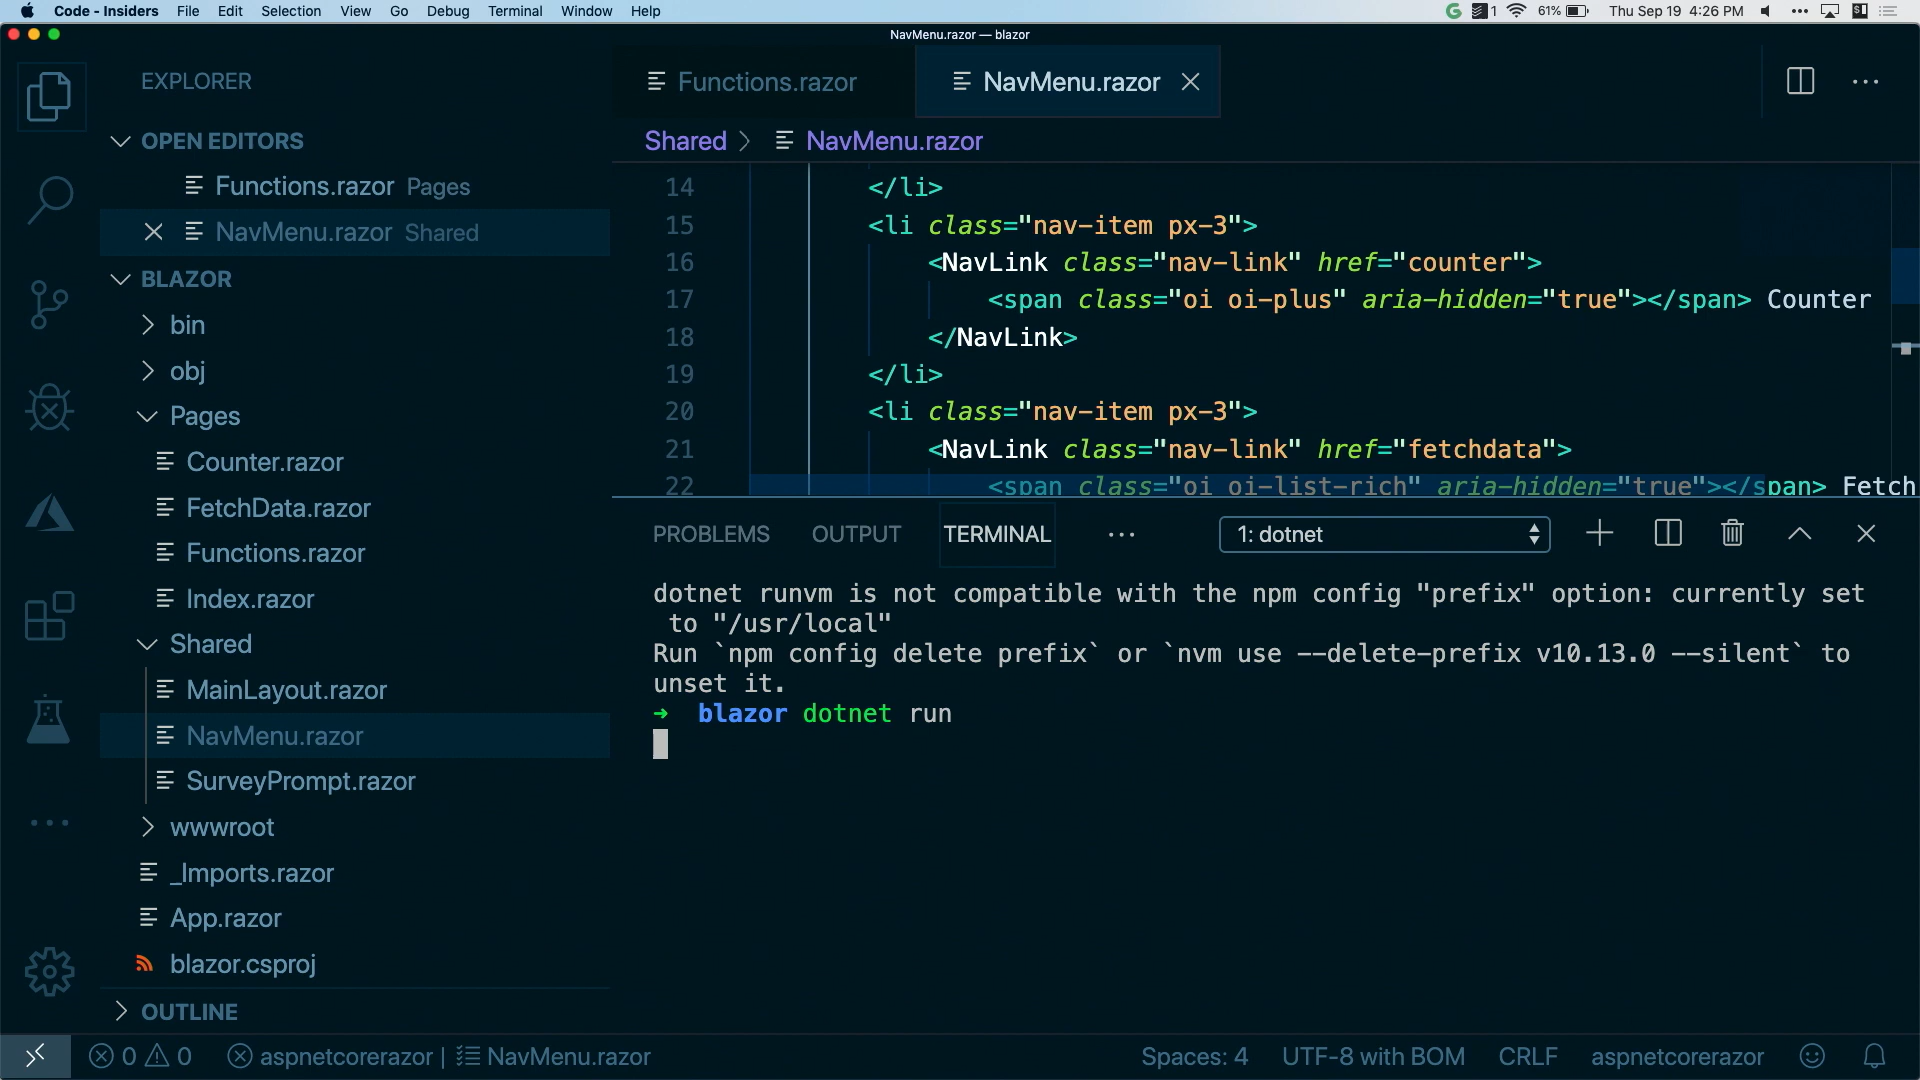 Code - Insiders File Edit Selection View Go Debug Terminal Window Help 1 61% Thu Sep 19 4:26 PM
NavMenu.razor — blazor
EXPLORER
OPEN EDITORS
Functions.razor Pages
NavMenu.razor Shared
BLAZOR
bin
obj
Pages
Counter.razor
FetchData.razor
Functions.razor
Index.razor
Shared
MainLayout.razor
NavMenu.razor
SurveyPrompt.razor
wwwroot
_Imports.razor
App.razor
blazor.csproj
OUTLINE
Functions.razor NavMenu.razor
Shared > NavMenu.razor
14 </li>
15 <li class="nav-item px-3">
16 <NavLink class="nav-link" href="counter">
17 <span class="oi oi-plus" aria-hidden="true"></span> Counter
18 </NavLink>
19 </li>
20 <li class="nav-item px-3">
21 <NavLink class="nav-link" href="fetchdata">
22 <span class="oi oi-list-rich" aria-hidden="true"></span> Fetch
PROBLEMS OUTPUT TERMINAL ··· 1: dotnet
dotnet runvm is not compatible with the npm config "prefix" option: currently set
to "/usr/local"
Run `npm config delete prefix` or `nvm use --delete-prefix v10.13.0 --silent` to
unset it.
➜ blazor dotnet run
0 0 aspnetcorerazor | NavMenu.razor Spaces: 4 UTF-8 with BOM CRLF aspnetcorerazor